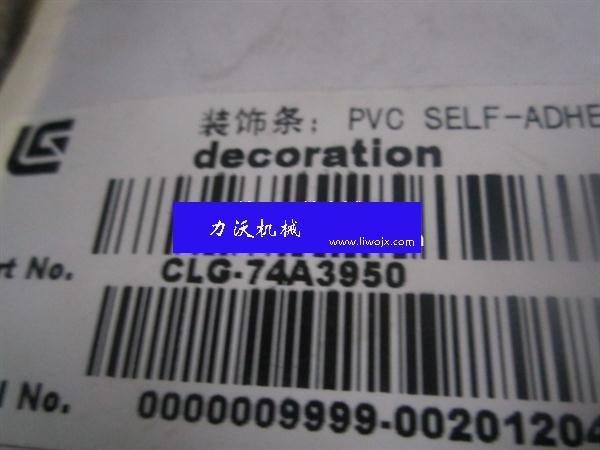 装饰条: PVC SELF-ADHE
decoration
力沃机械
www.liwojx.com
rt No. CLG-74A3950
l No. 0000009999-00201204